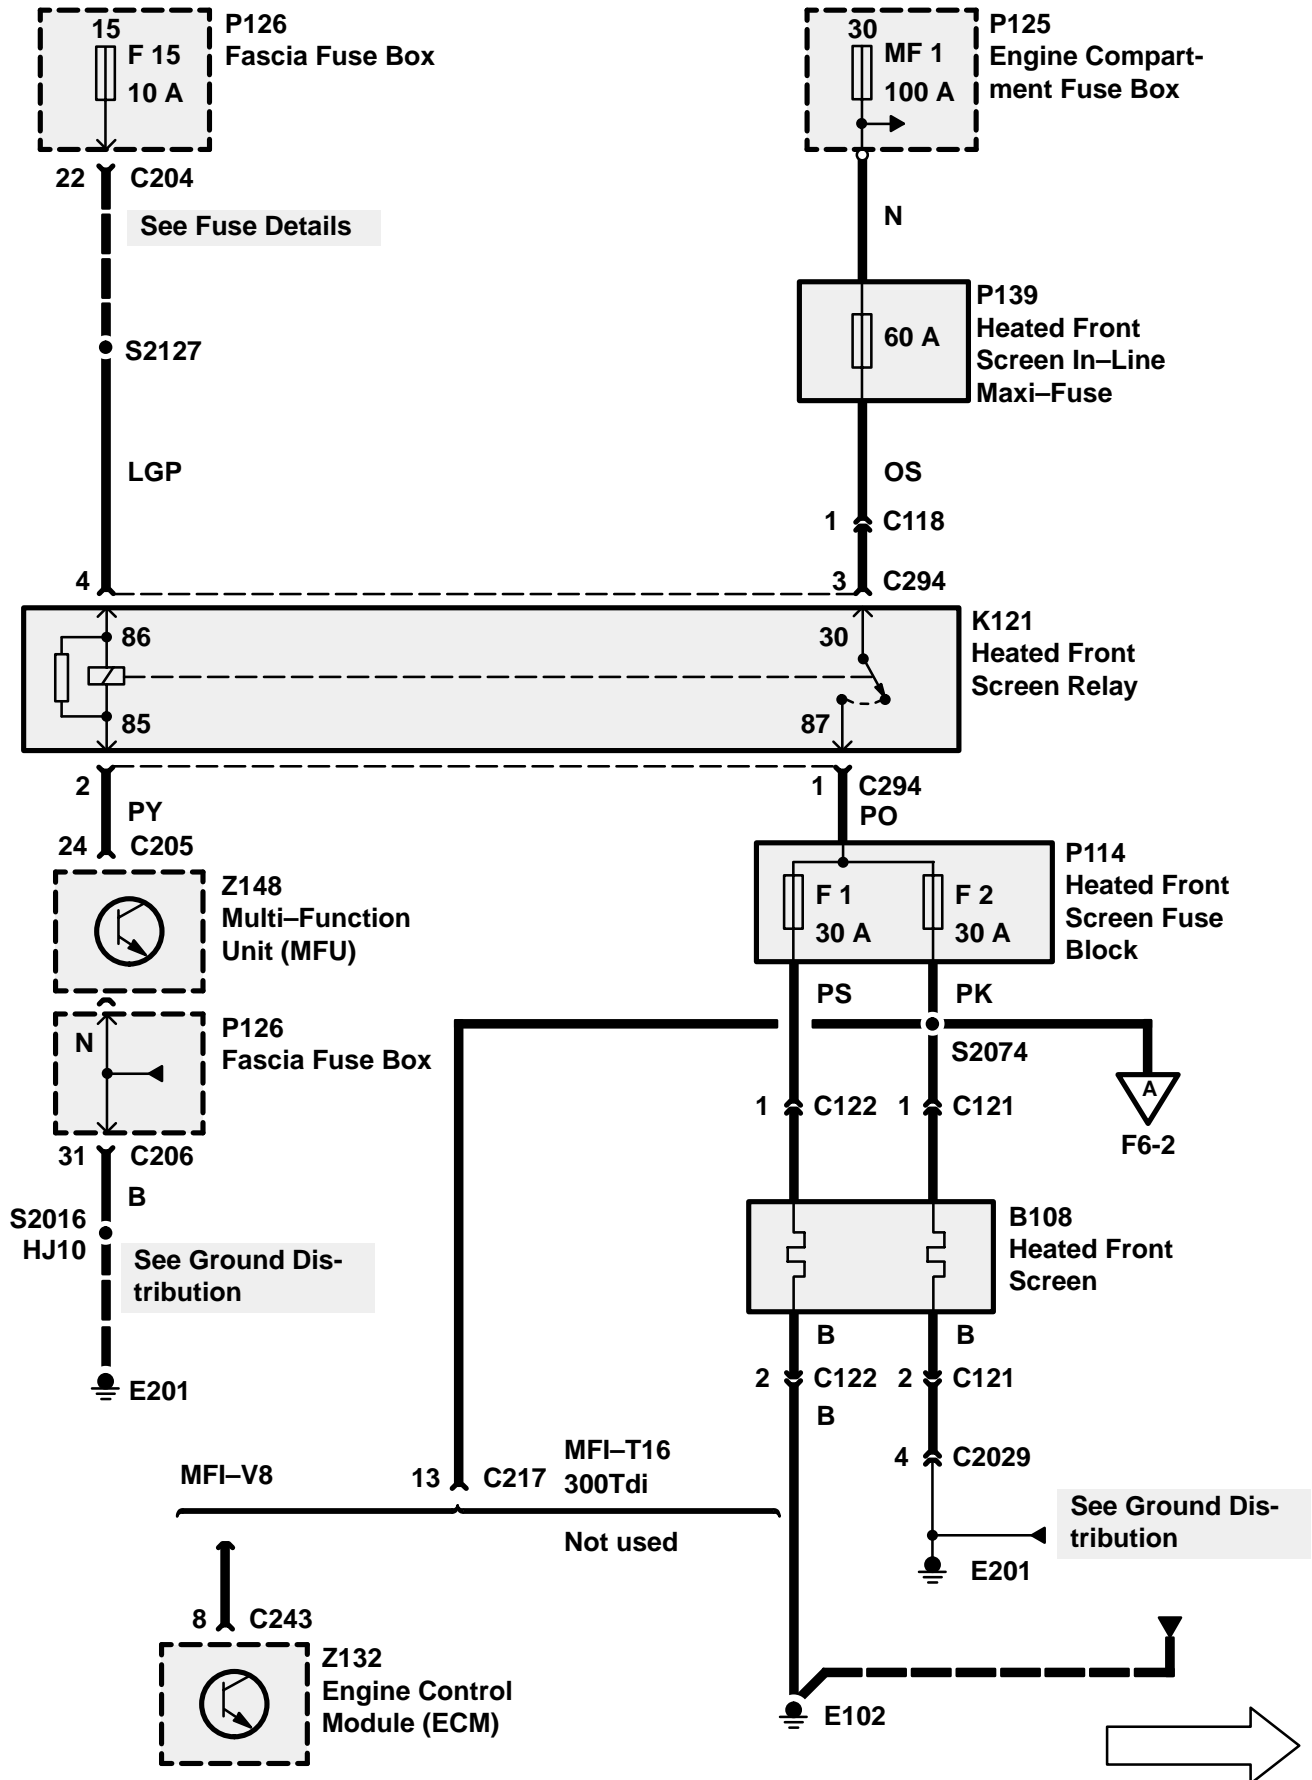 15
F 15
10 A
P126
Fascia Fuse Box
30
MF 1
100 A
P125
Engine Compart-
ment Fuse Box
22
C204
See Fuse Details
N
P139
Heated Front
Screen In–Line
Maxi–Fuse
60 A
S2127
LGP
OS
1
C118
4
3
C294
86
30
K121
Heated Front
Screen Relay
85
87
2
1
C294
PY
PO
24
C205
P114
Heated Front
Screen Fuse
Block
F 1
30 A
F 2
30 A
Z148
Multi–Function
Unit (MFU)
PS
PK
N
P126
Fascia Fuse Box
S2074
A
F6-2
1
C122
1
C121
31
C206
B
S2016
HJ10
See Ground Dis-
tribution
B108
Heated Front
Screen
B
B
E201
2
C122
2
C121
B
MFI–V8
13
C217
MFI–T16
300Tdi
4
C2029
Not used
See Ground Dis-
tribution
E201
8
C243
Z132
Engine Control
Module (ECM)
E102